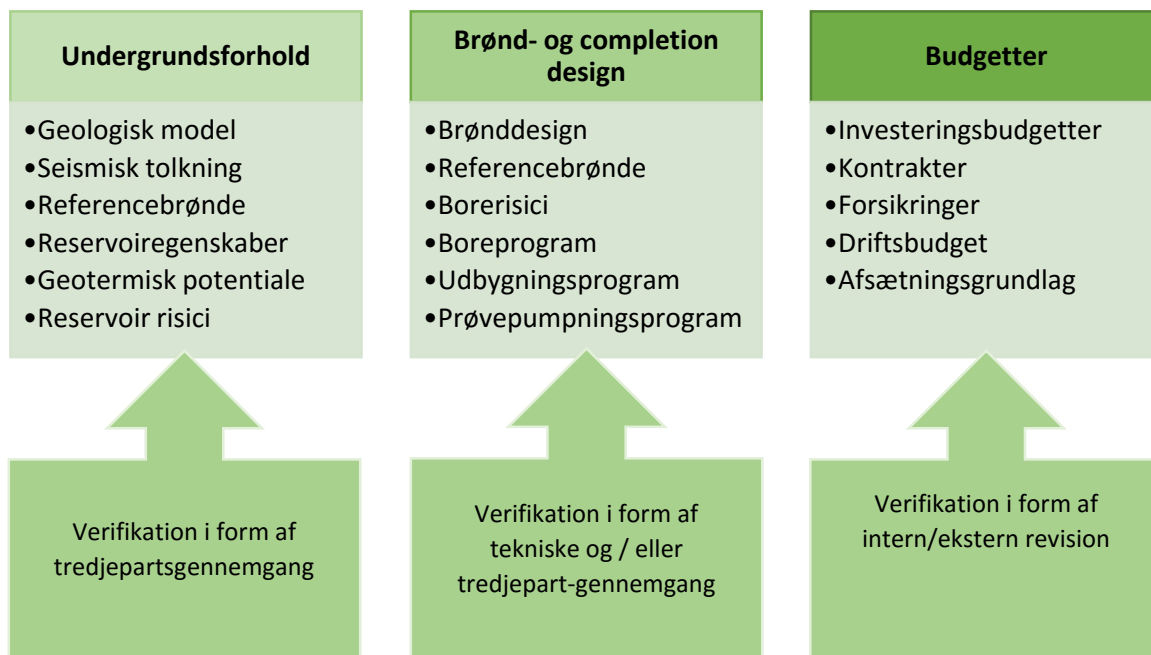 Undergrundsforhold
•Geologisk model
•Seismisk tolkning
•Referencebrønde
•Reservoiregenskaber
•Geotermisk potentiale
•Reservoir risici
Verifikation i form af
tredjepartsgennemgang
Brønd- og completion
design
•Brønddesign
•Referencebrønde
•Borerisici
•Boreprogram
•Udbygningsprogram
•Prøvepumpningsprogram
Verifikation i form af
tekniske og / eller
tredjepart-gennemgang
Budgetter
•Investeringsbudgetter
•Kontrakter
•Forsikringer
•Driftsbudget
•Afsætningsgrundlag
Verifikation i form af
intern/ekstern revision